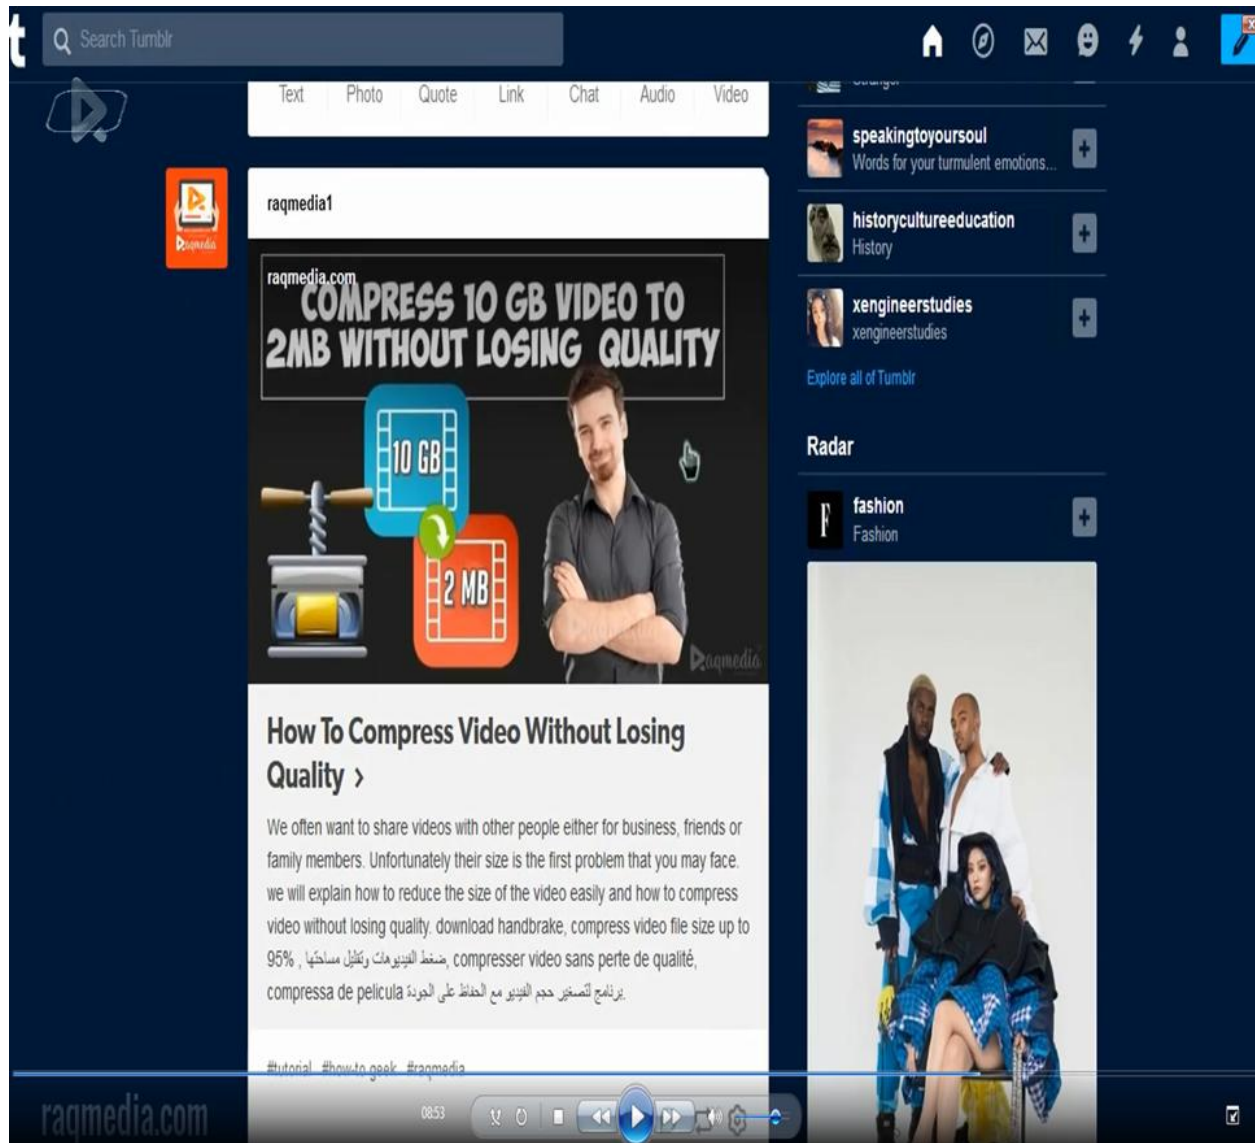 t
Search Tumblr
Text Photo Quote Link Chat Audio Video
raqmedia1
Raqmedia
raqmedia.com
COMPRESS 10 GB VIDEO TO
2MB WITHOUT LOSING QUALITY
10 GB
2 MB
Raqmedia
How To Compress Video Without Losing
Quality >
We often want to share videos with other people either for business, friends or
family members. Unfortunately their size is the first problem that you may face.
we will explain how to reduce the size of the video easily and how to compress
video without losing quality. download handbrake, compress video file size up to
95% , ضغط الفيديوهات وتقليل مساحتها, compresser video sans perte de qualité,
compressa de pelicula برنامج لتصغير حجم الفيديو مع الحفاظ على الجودة.
#tutorial #how-to geek #raqmedia
speakingtoyoursoul
Words for your turmulent emotions...
historycultureeducation
History
xengineerstudies
xengineerstudies
Explore all of Tumblr
Radar
F
fashion
Fashion
raqmedia.com
08:53